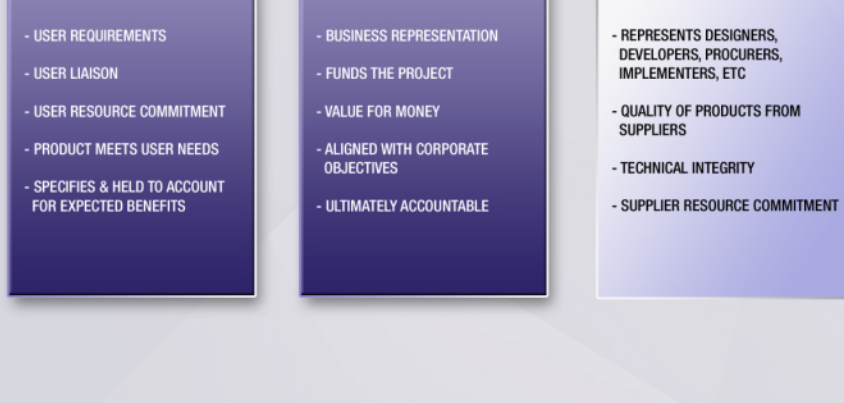 - USER REQUIREMENTS
- USER LIAISON
- USER RESOURCE COMMITMENT
- PRODUCT MEETS USER NEEDS
- SPECIFIES & HELD TO ACCOUNT
FOR EXPECTED BENEFITS
- BUSINESS REPRESENTATION
- FUNDS THE PROJECT
- VALUE FOR MONEY
- ALIGNED WITH CORPORATE
OBJECTIVES
- ULTIMATELY ACCOUNTABLE
- REPRESENTS DESIGNERS,
DEVELOPERS, PROCURERS,
IMPLEMENTERS, ETC
- QUALITY OF PRODUCTS FROM
SUPPLIERS
- TECHNICAL INTEGRITY
- SUPPLIER RESOURCE COMMITMENT